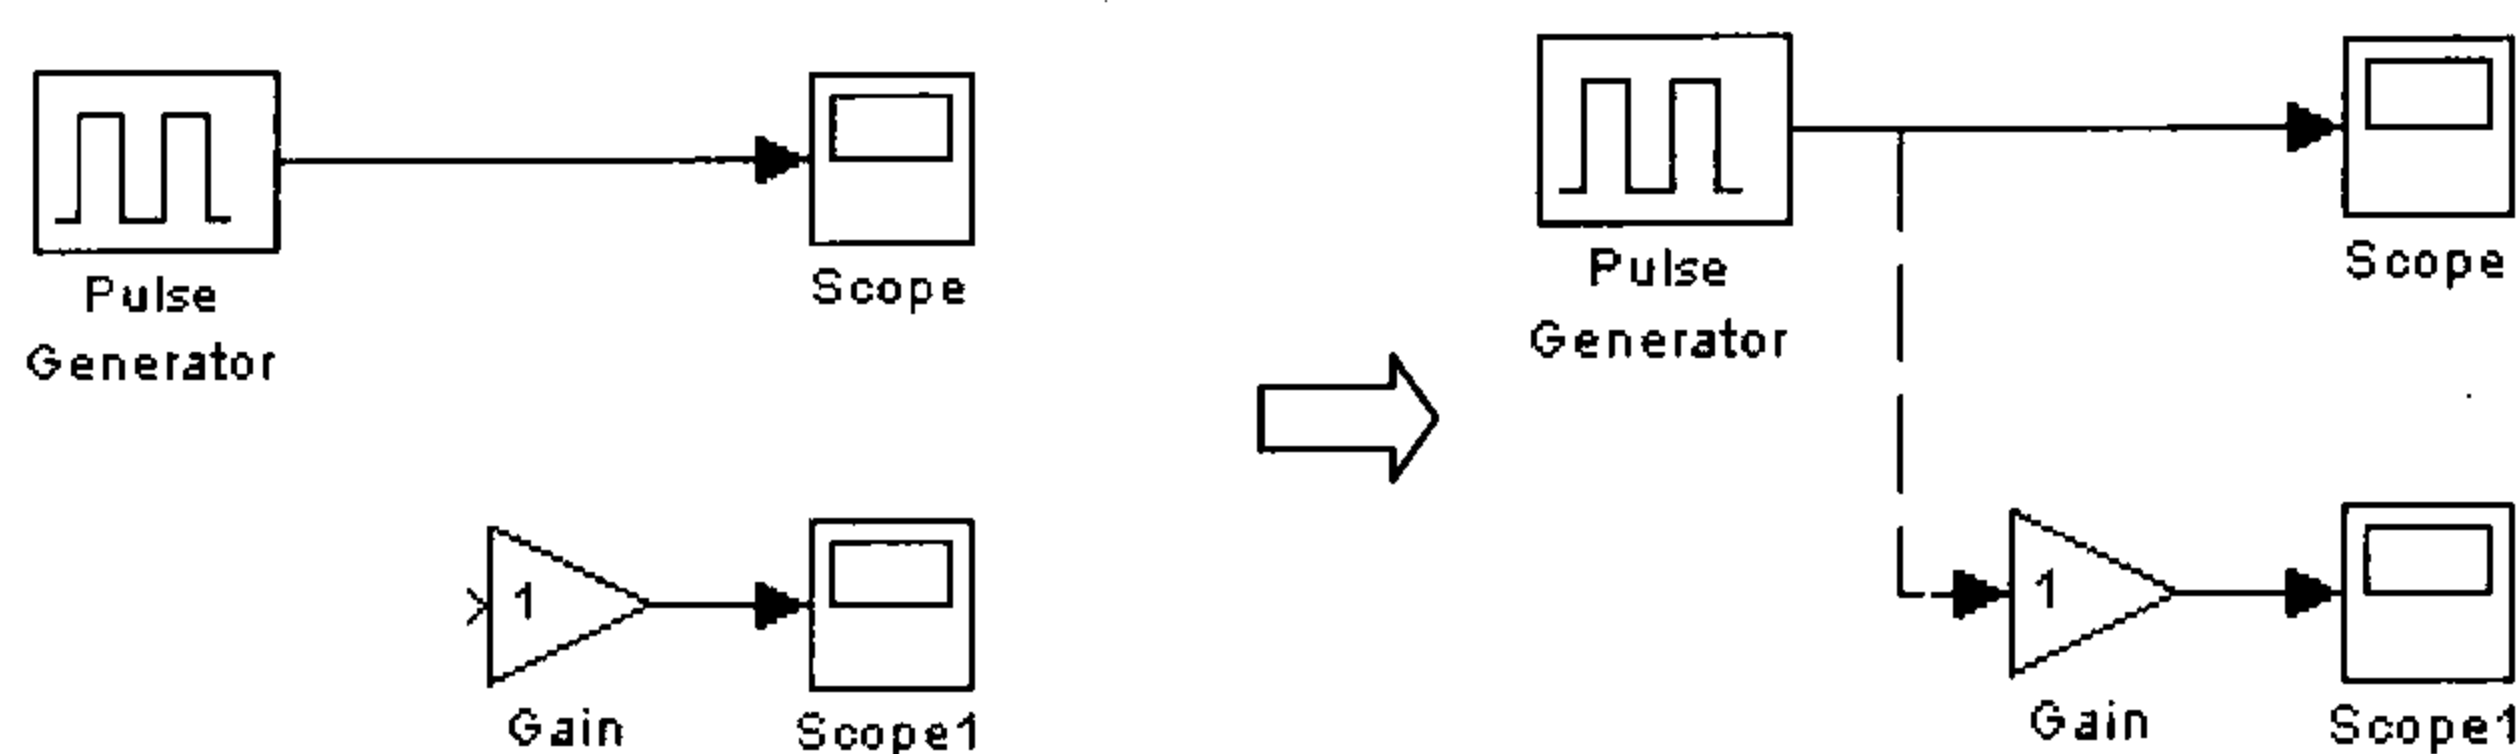 Pulse
Generator
Scope
1
Gain
Scope1
Pulse
Generator
Scope
1
Gain
Scope1